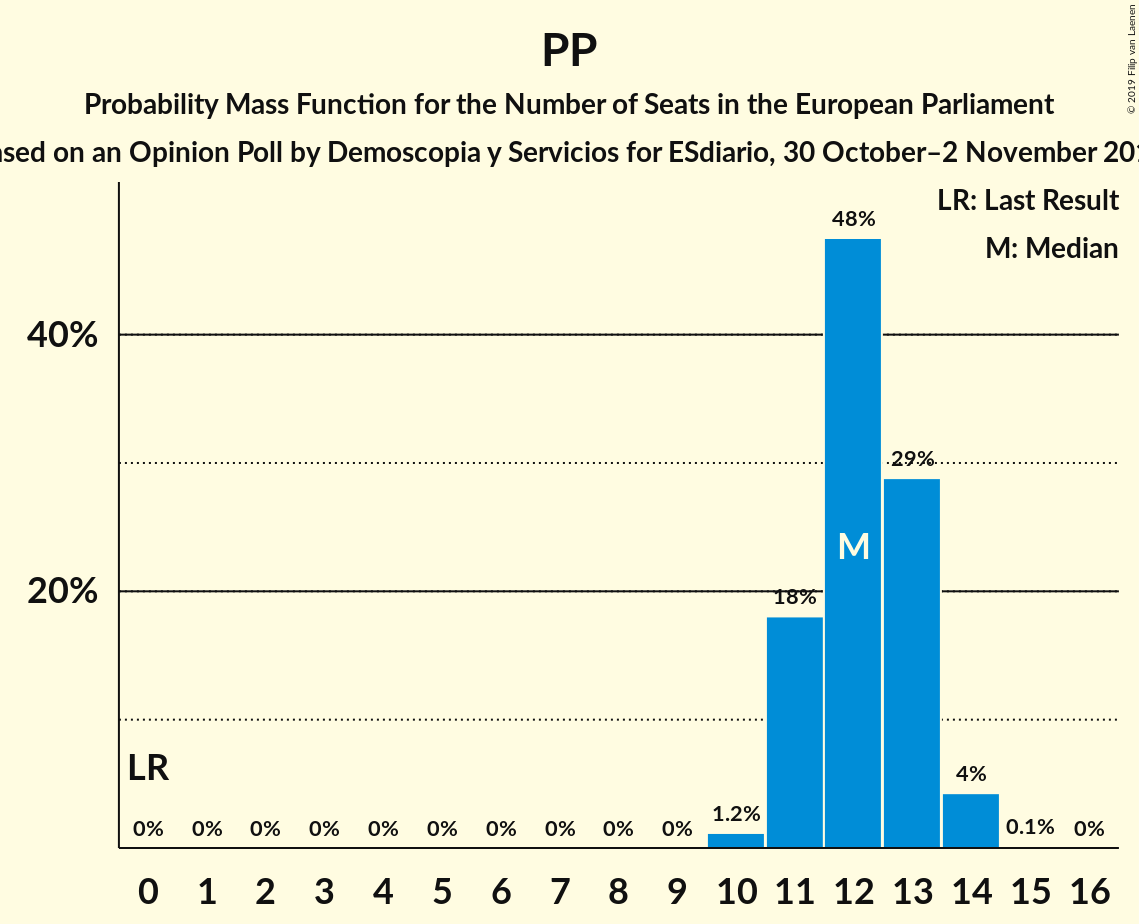 PP
Probability Mass Function for the Number of Seats in the European Parliament
on an Opinion Poll by Demoscopia y Servicios for ESdiario, 30 October–2 November
© 2019 Filip van Laenen
LR: Last Result
M: Median
48%
40%
29%
M
20%
18%
LR
0% 0% 0% 0% 0% 0% 0% 0% 0% 0% 1.2% 4% 0.1% 0%
0 1 2 3 4 5 6 7 8 9 10 11 12 13 14 15 16